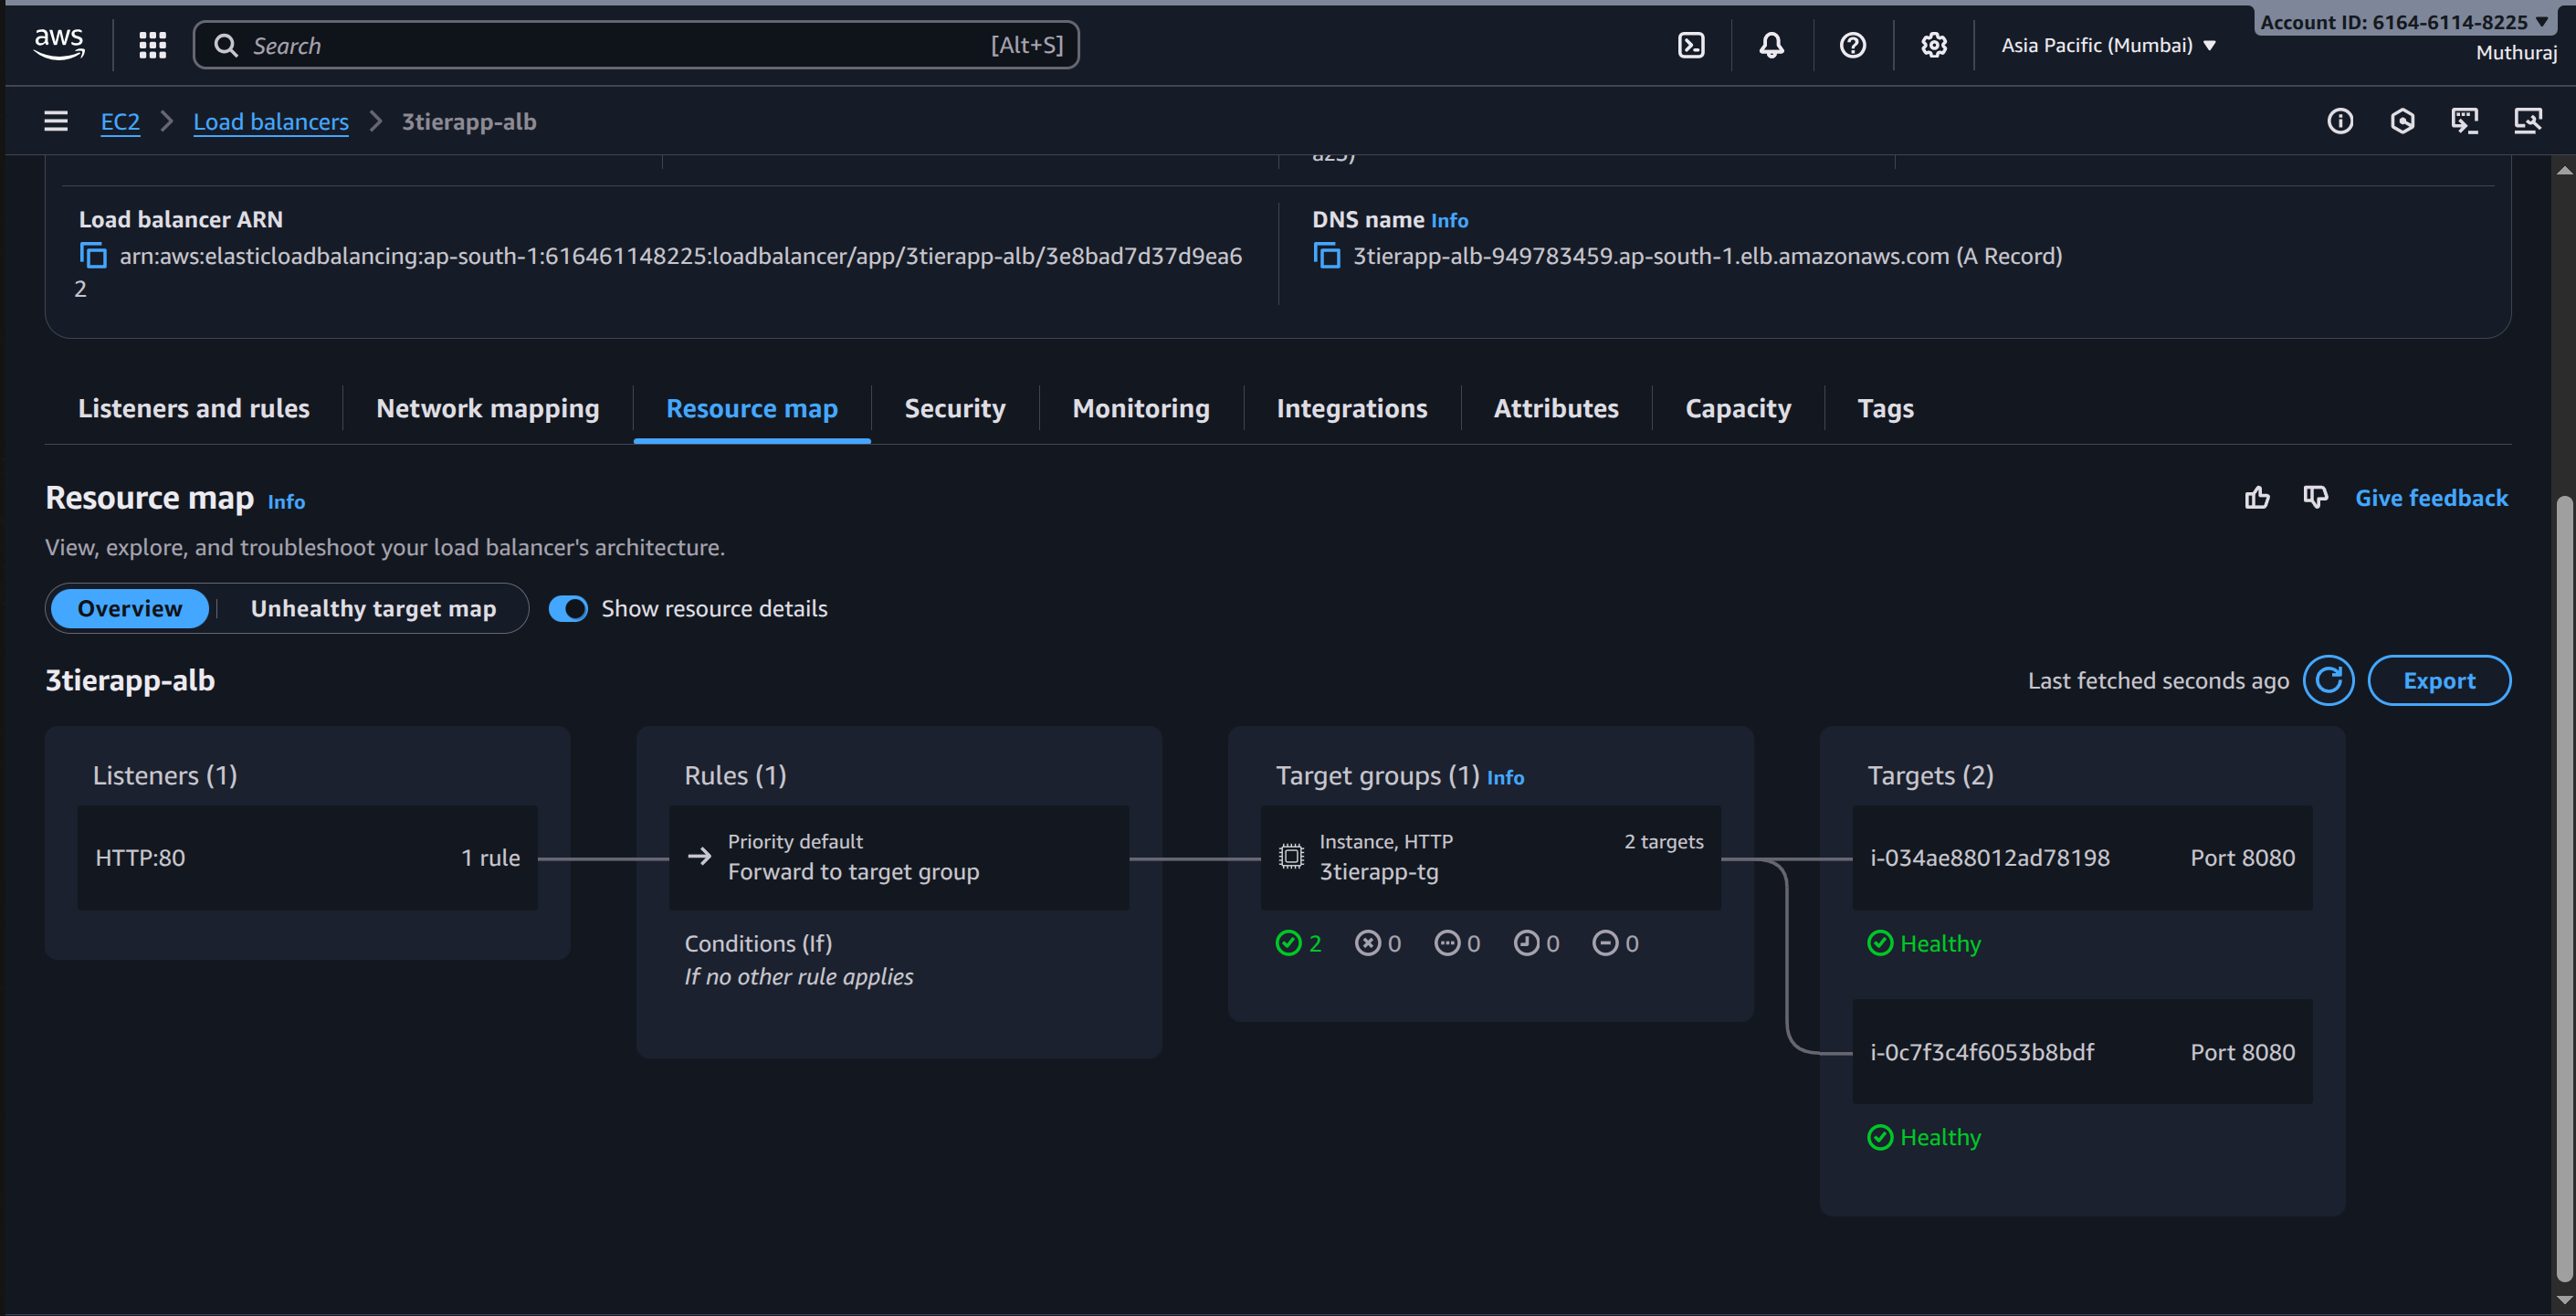 aws
Search [Alt+S]
Asia Pacific (Mumbai)
Account ID: 6164-6114-8225
Muthuraj
EC2 Load balancers 3tierapp-alb
Load balancer ARN
arn:aws:elasticloadbalancing:ap-south-1:616461148225:loadbalancer/app/3tierapp-alb/3e8bad7d37d9ea6
2
DNS name Info
3tierapp-alb-949783459.ap-south-1.elb.amazonaws.com (A Record)
Listeners and rules Network mapping Resource map Security Monitoring Integrations Attributes Capacity Tags
Resource map Info
Give feedback
View, explore, and troubleshoot your load balancer's architecture.
Overview Unhealthy target map Show resource details
3tierapp-alb
Last fetched seconds ago Export
Listeners (1)
HTTP:80 1 rule
Rules (1)
Priority default
Forward to target group
Conditions (If)
If no other rule applies
Target groups (1) Info
Instance, HTTP 2 targets
3tierapp-tg
2 0 0 0 0
Targets (2)
i-034ae88012ad78198 Port 8080
Healthy
i-0c7f3c4f6053b8bdf Port 8080
Healthy